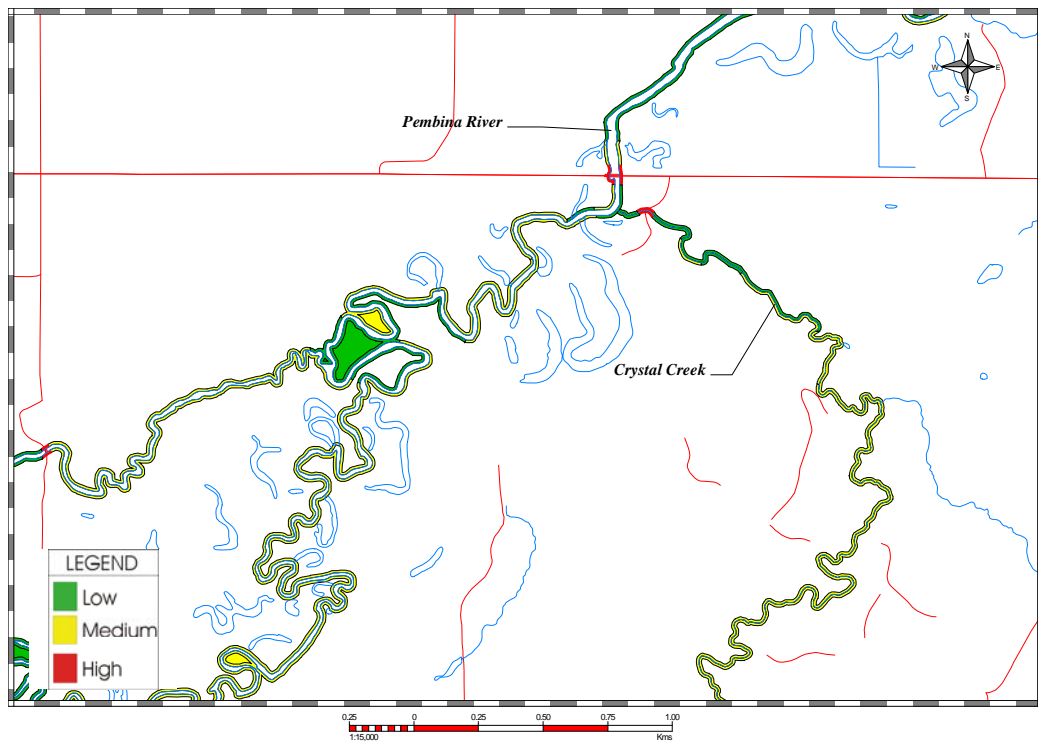 N
W E
S
Pembina River
Crystal Creek
LEGEND
Low
Medium
High
0.25 0 0.25 0.50 0.75 1.00
1:15,000 Kms